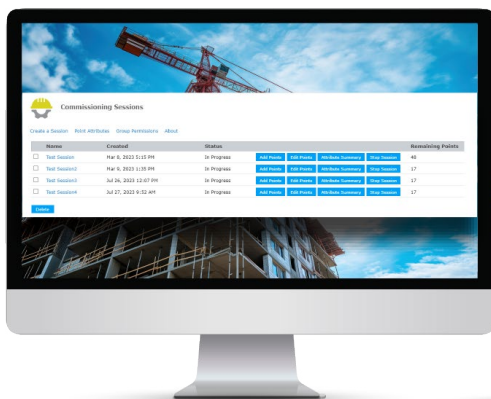 Commissioning Sessions
Create a Session Point Attributes Group Permissions About
Name Created Status Remaining Points
Test Session Mar 8, 2023 5:15 PM In Progress Add Points Edit Points Attribute Summary Stop Session 40
Test Session2 Mar 9, 2023 1:35 PM In Progress Add Points Edit Points Attribute Summary Stop Session 17
Test Session3 Jul 26, 2023 12:07 PM In Progress Add Points Edit Points Attribute Summary Stop Session 17
Test Session4 Jul 27, 2023 9:52 AM In Progress Add Points Edit Points Attribute Summary Stop Session 17
Delete